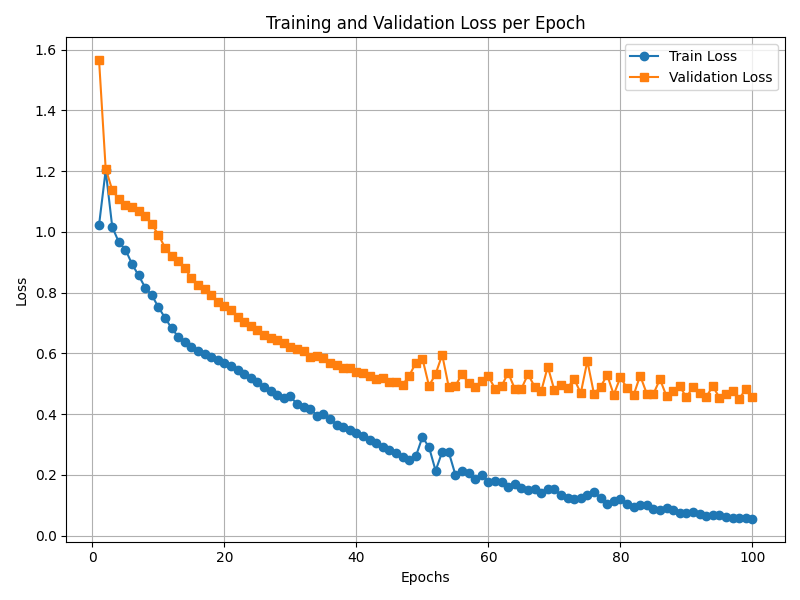 Training and Validation Loss per Epoch
Train Loss
Validation Loss
1.6
1.4
1.2
1.0
0.8
0.6
0.4
0.2
0.0
Loss
0 20 40 60 80 100
Epochs